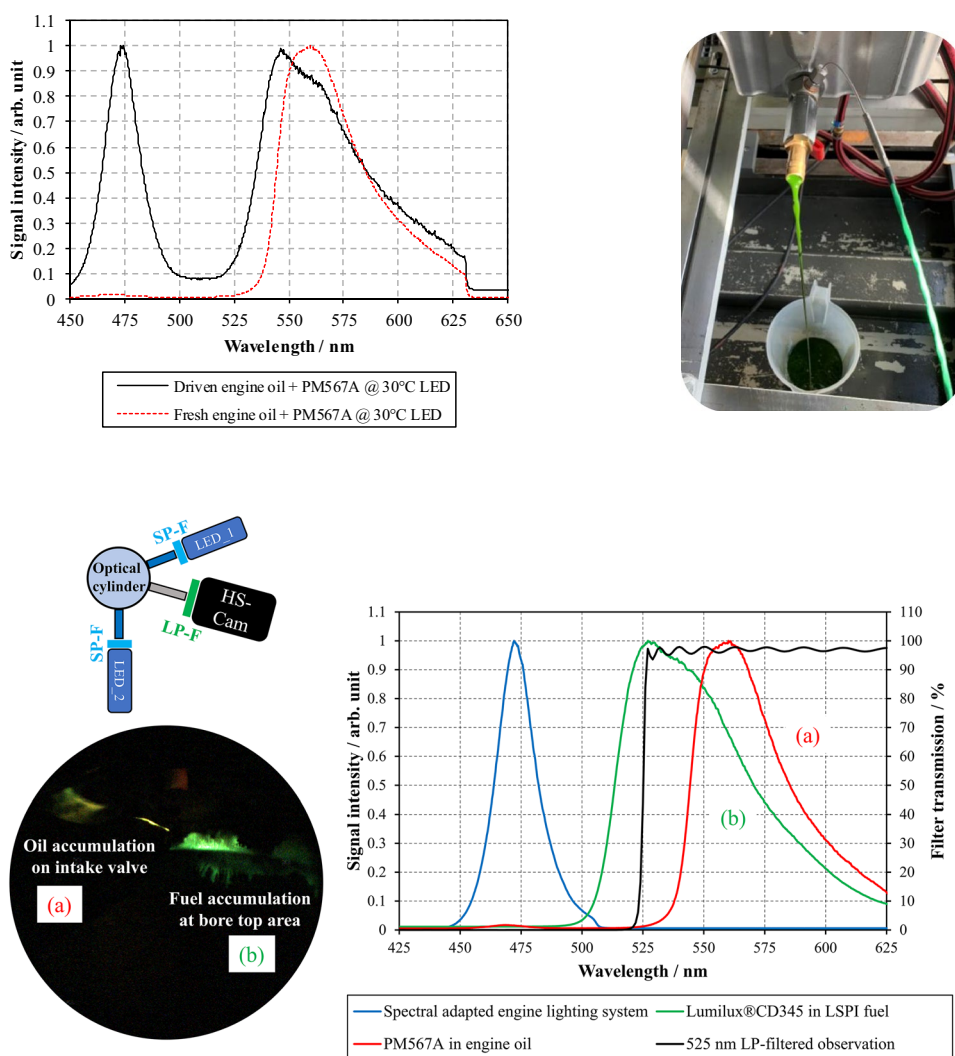 1.1
1
0.9
0.8
0.7
0.6
0.5
0.4
0.3
0.2
0.1
0
Signal intensity / arb. unit
450 475 500 525 550 575 600 625 650
Wavelength / nm
Driven engine oil + PM567A @ 30°C LED
Fresh engine oil + PM567A @ 30°C LED
SP-F
LED_1
Optical
cylinder
HS-
Cam
LP-F
SP-F
LED_2
Oil accumulation
on intake valve
(a)
Fuel accumulation
at bore top area
(b)
1.1
1
0.9
0.8
0.7
0.6
0.5
0.4
0.3
0.2
0.1
0
Signal intensity / arb. unit
110
100
90
80
70
60
50
40
30
20
10
0
Filter transmission / %
(a)
(b)
425 450 475 500 525 550 575 600 625
Wavelength / nm
Spectral adapted engine lighting system
Lumilux®CD345 in LSPI fuel
PM567A in engine oil
525 nm LP-filtered observation